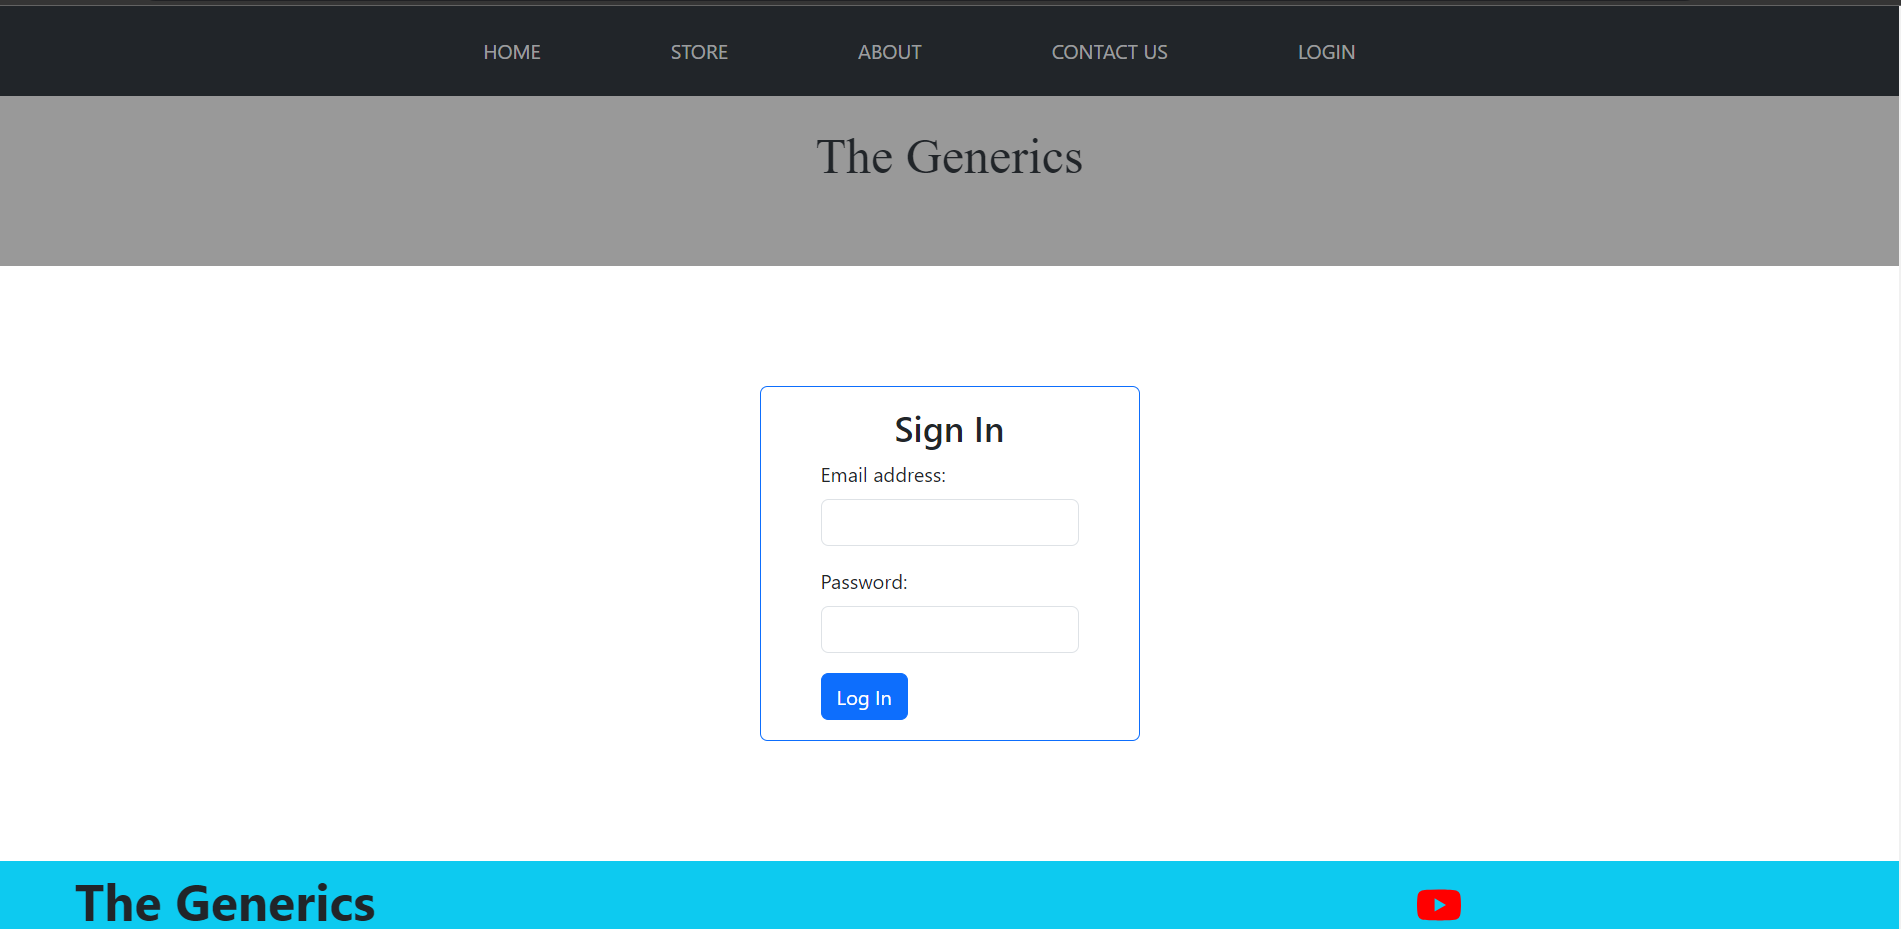 HOME STORE ABOUT CONTACT US LOGIN
The Generics
Sign In
Email address:
Password:
Log In
The Generics